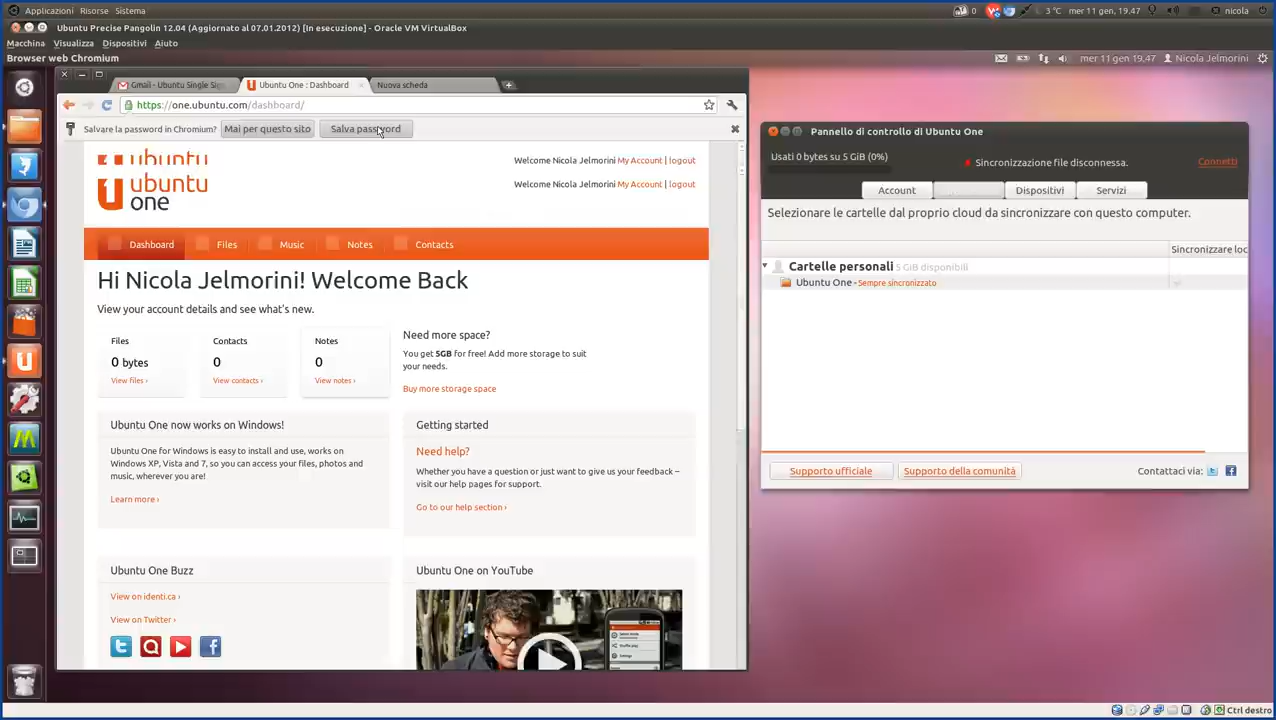 Applicazioni Risorse Sistema
0
3 °C mer 11 gen, 19.47 nicola
Ubuntu Precise Pangolin 12.04 (Aggiornato al 07.01.2012) [In esecuzione] - Oracle VM VirtualBox
Macchina Visualizza Dispositivi Aiuto
Browser web Chromium
mer 11 gen, 19.47 Nicola Jelmorini
Gmail - Ubuntu Single Si
Ubuntu One : Dashboard
Nuova scheda
https://one.ubuntu.com/dashboard/
Salvare la password in Chromium? Mai per questo sito Salva password
ubuntu
Welcome Nicola Jelmorini My Account | logout
ubuntu
one
Welcome Nicola Jelmorini My Account | logout
Dashboard Files Music Notes Contacts
Hi Nicola Jelmorini! Welcome Back
View your account details and see what's new.
Files
0 bytes
View files ›
Contacts
0
View contacts ›
Notes
0
View notes ›
Need more space?
You get 5GB for free! Add more storage to suit
your needs.
Buy more storage space
Ubuntu One now works on Windows!
Ubuntu One for Windows is easy to install and use, works on
Windows XP, Vista and 7, so you can access your files, photos and
music, wherever you are!
Learn more ›
Getting started
Need help?
Whether you have a question or just want to give us your feedback –
visit our help pages for support.
Go to our help section ›
Ubuntu One Buzz
View on identi.ca ›
View on Twitter ›
Ubuntu One on YouTube
Pannello di controllo di Ubuntu One
Usati 0 bytes su 5 GiB (0%)
Sincronizzazione file disconnessa.
Connetti
Account Dispositivi Servizi
Selezionare le cartelle dal proprio cloud da sincronizzare con questo computer.
Sincronizzare loc
Cartelle personali 5 GiB disponibili
Ubuntu One - Sempre sincronizzato
Supporto ufficiale Supporto della comunità Contattaci via:
Ctrl destro